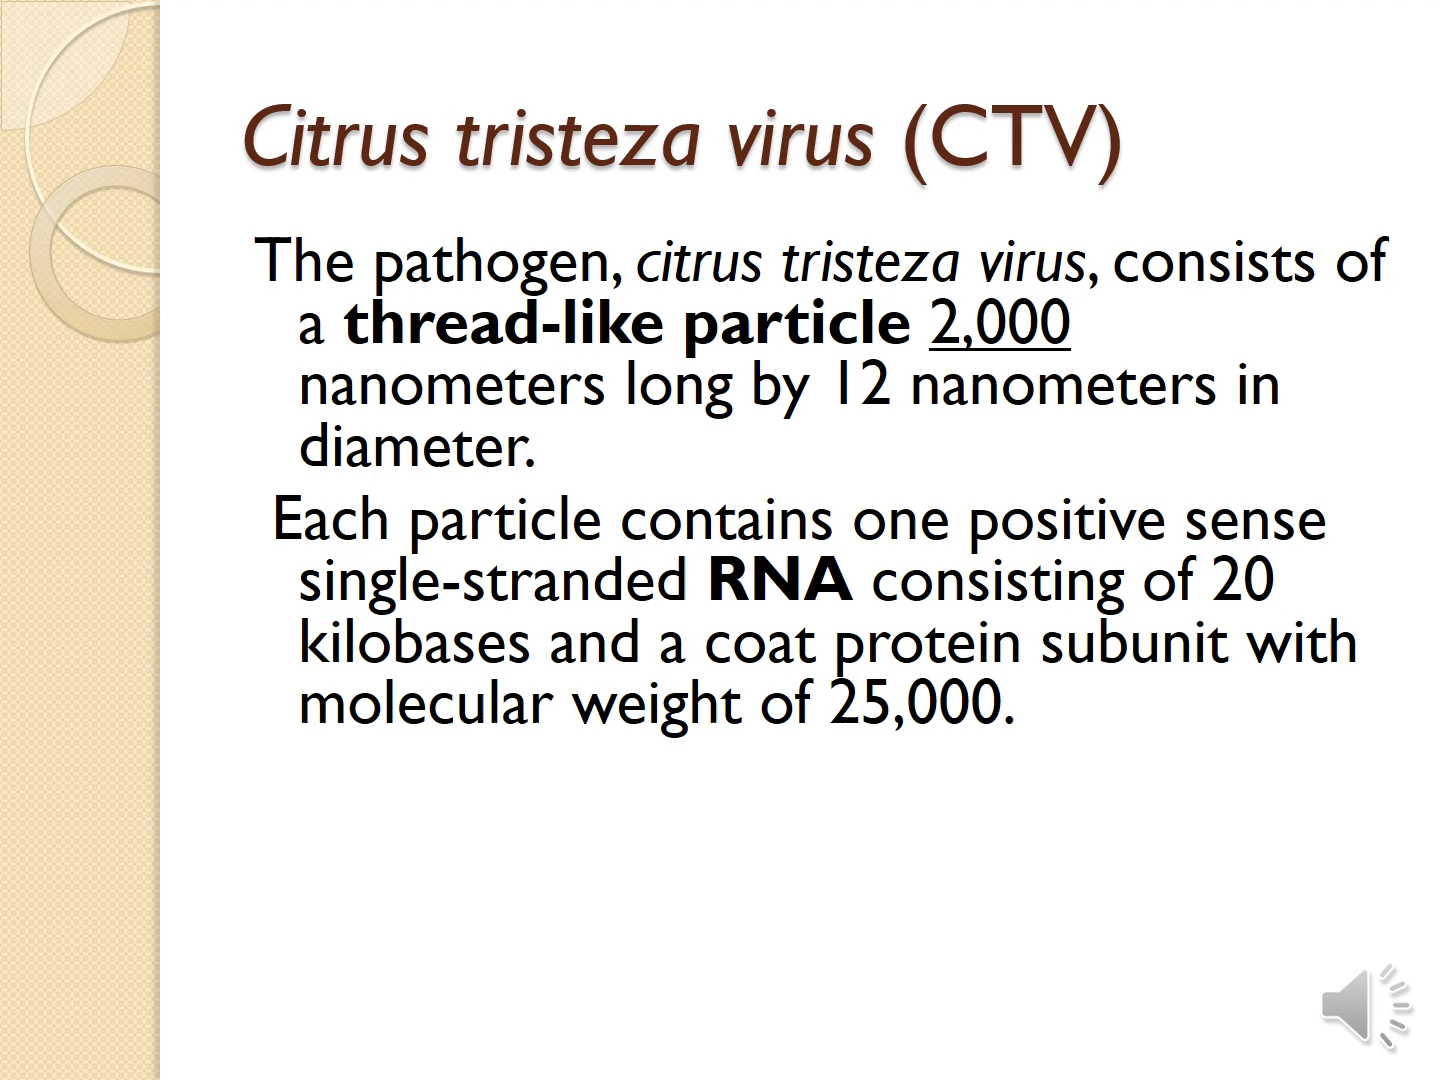 Citrus tristeza virus (CTV)
The pathogen, citrus tristeza virus, consists of
a thread-like particle 2,000
nanometers long by 12 nanometers in
diameter.
Each particle contains one positive sense
single-stranded RNA consisting of 20
kilobases and a coat protein subunit with
molecular weight of 25,000.